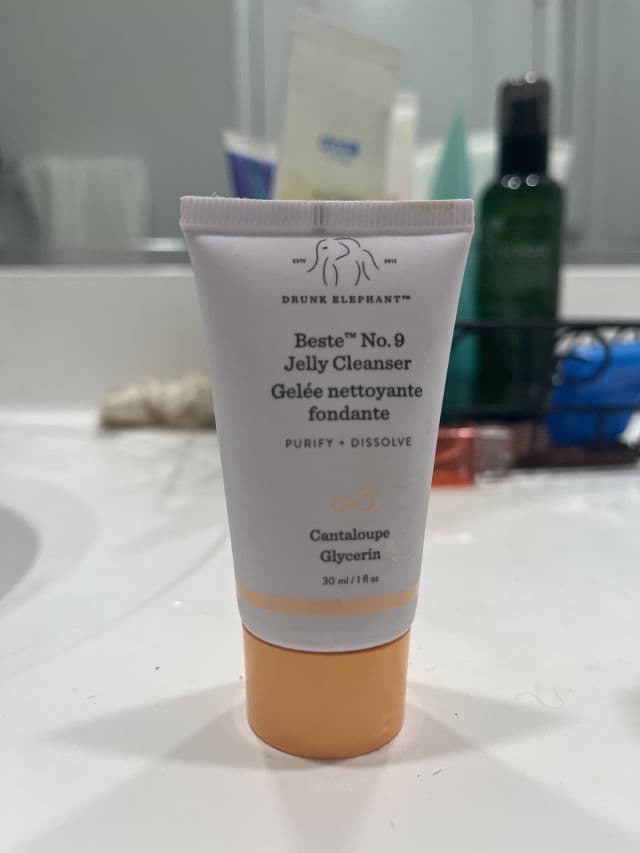 ESTD 2012
DRUNK ELEPHANT™
Beste™ No. 9
Jelly Cleanser
Gelée nettoyante
fondante
PURIFY • DISSOLVE
Cantaloupe
Glycerin
30 ml / 1 fl oz